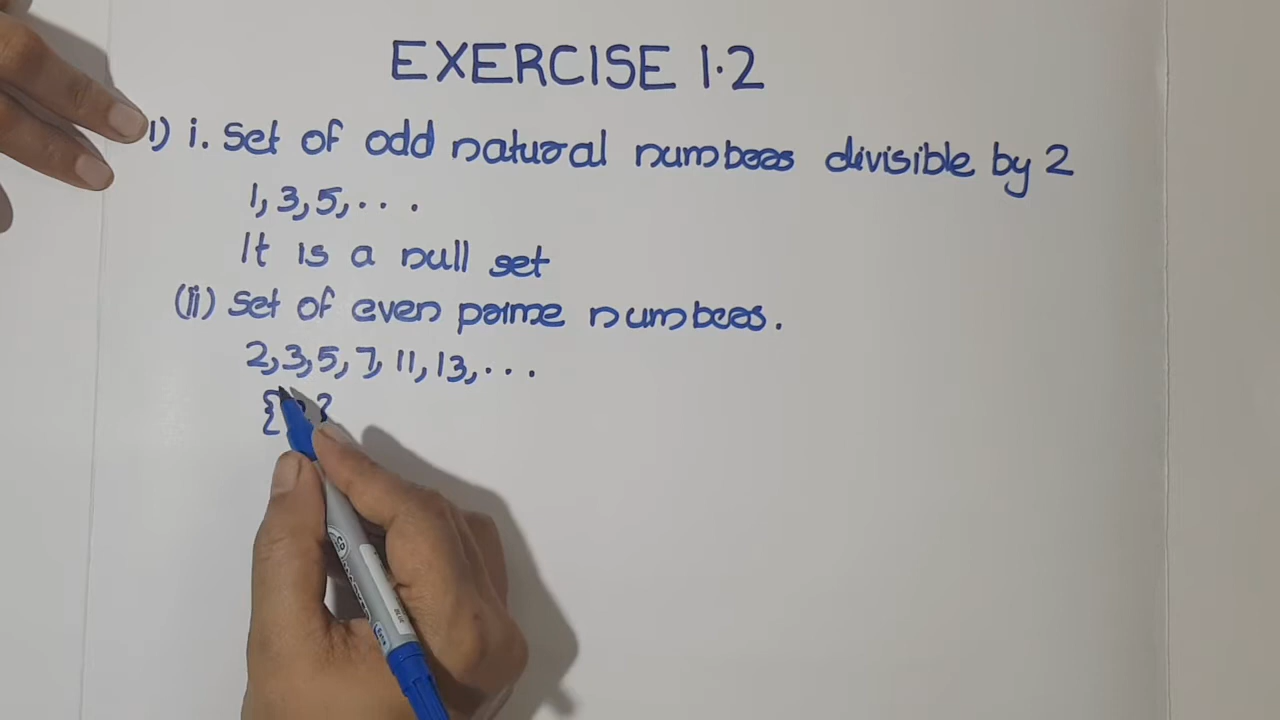 EXERCISE 1.2
1) i. Set of odd natural numbers divisible by 2
1, 3, 5, . . .
It is a null set
(ii) Set of even prime numbers.
2, 3, 5, 7, 11, 13, . . .
{2}